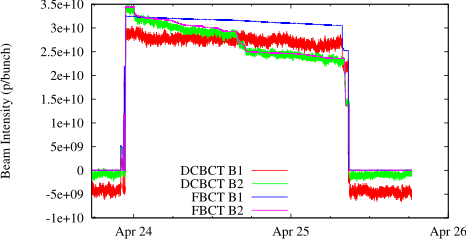 3.5e+10
3e+10
2.5e+10
2e+10
1.5e+10
1e+10
5e+09
0
-5e+09
-1e+10
Beam Intensity (p/bunch)
DCBCT B1
DCBCT B2
FBCT B1
FBCT B2
Apr 24
Apr 25
Apr 26